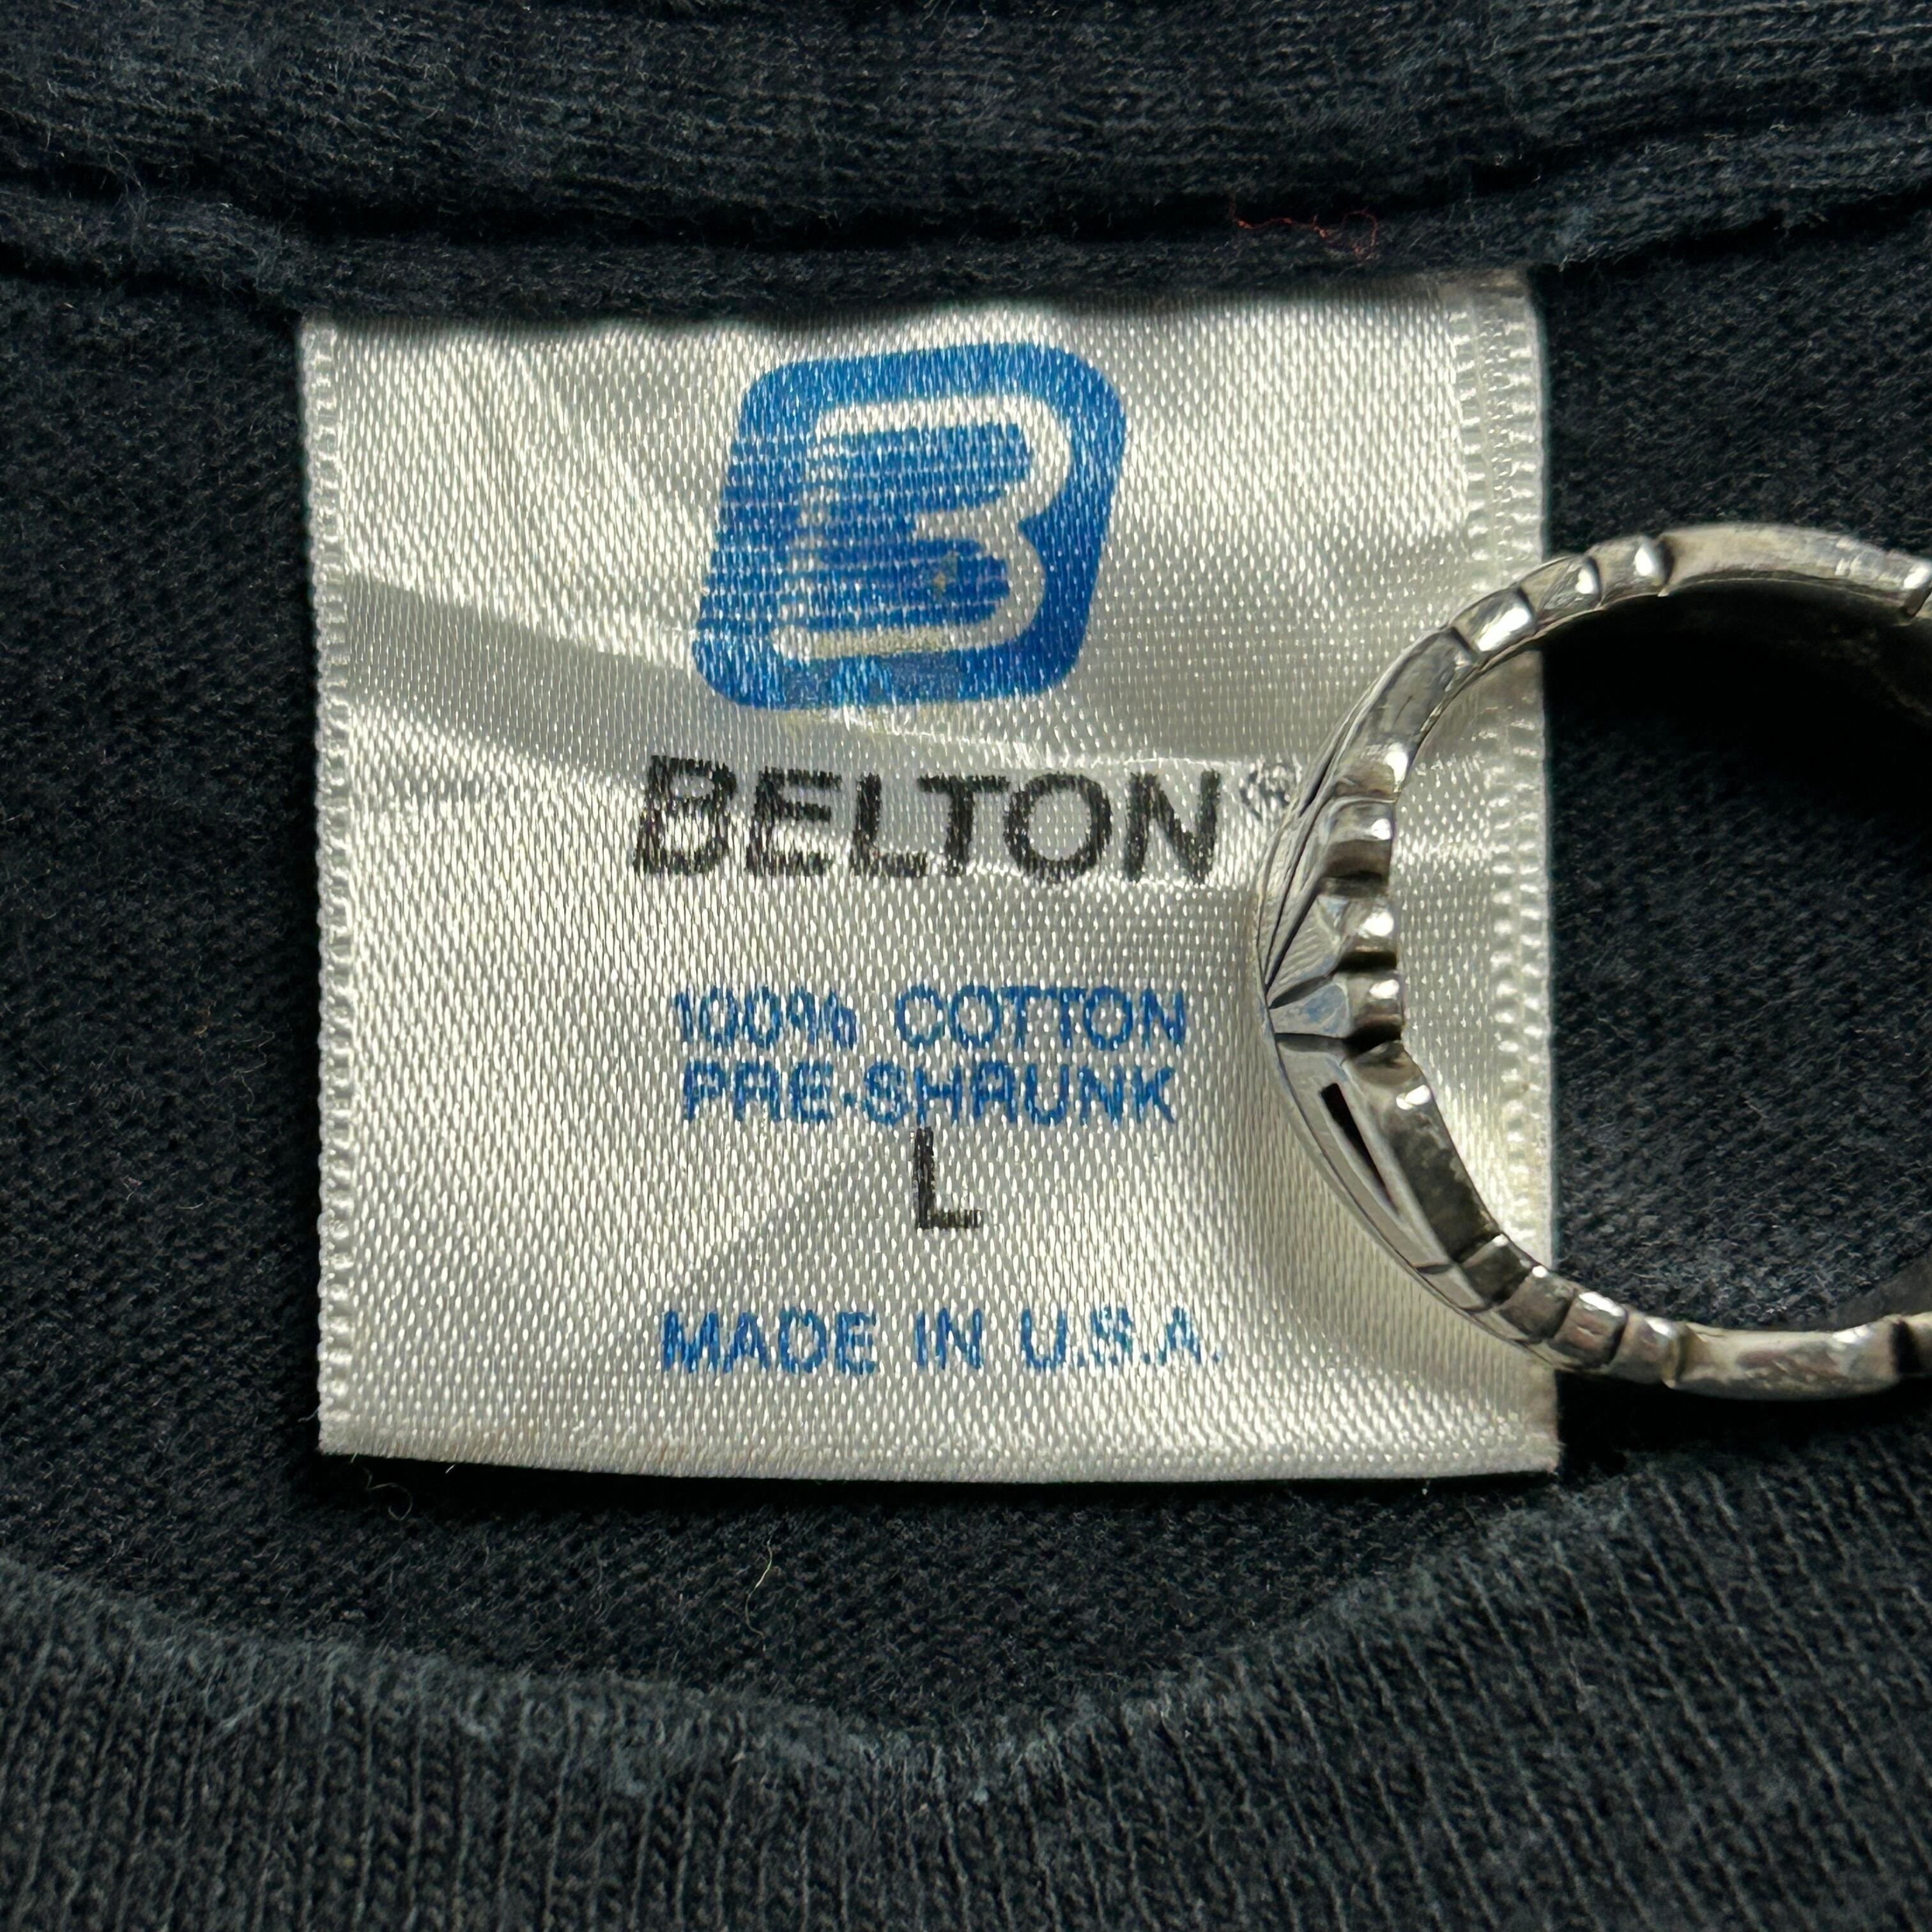 B
BELTON®
100% COTTON
PRE-SHRUNK
L
MADE IN U.S.A.